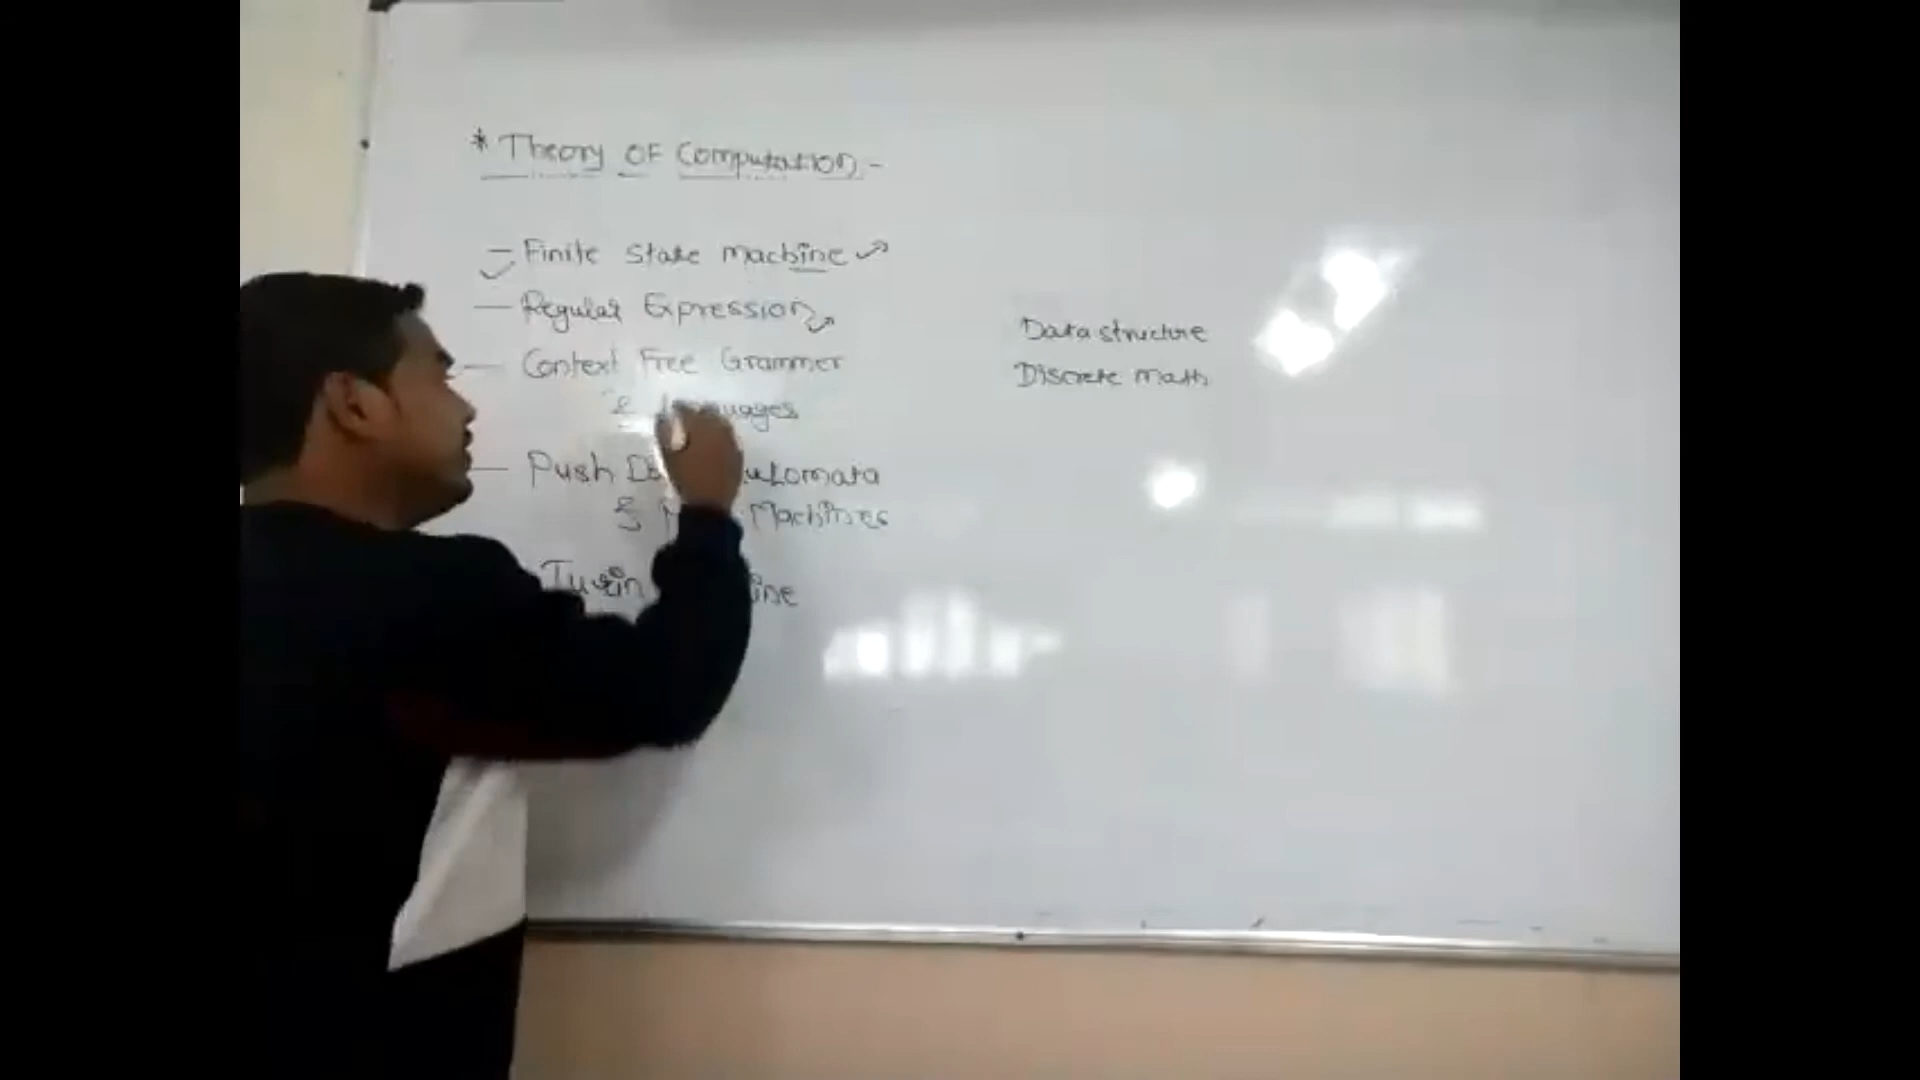 * Theory OF Computation -
- Finite State machine
- Regular Expression
- Context Free Grammer
& languages
- Push Automata
& Machines
Data structure
Discrete Math